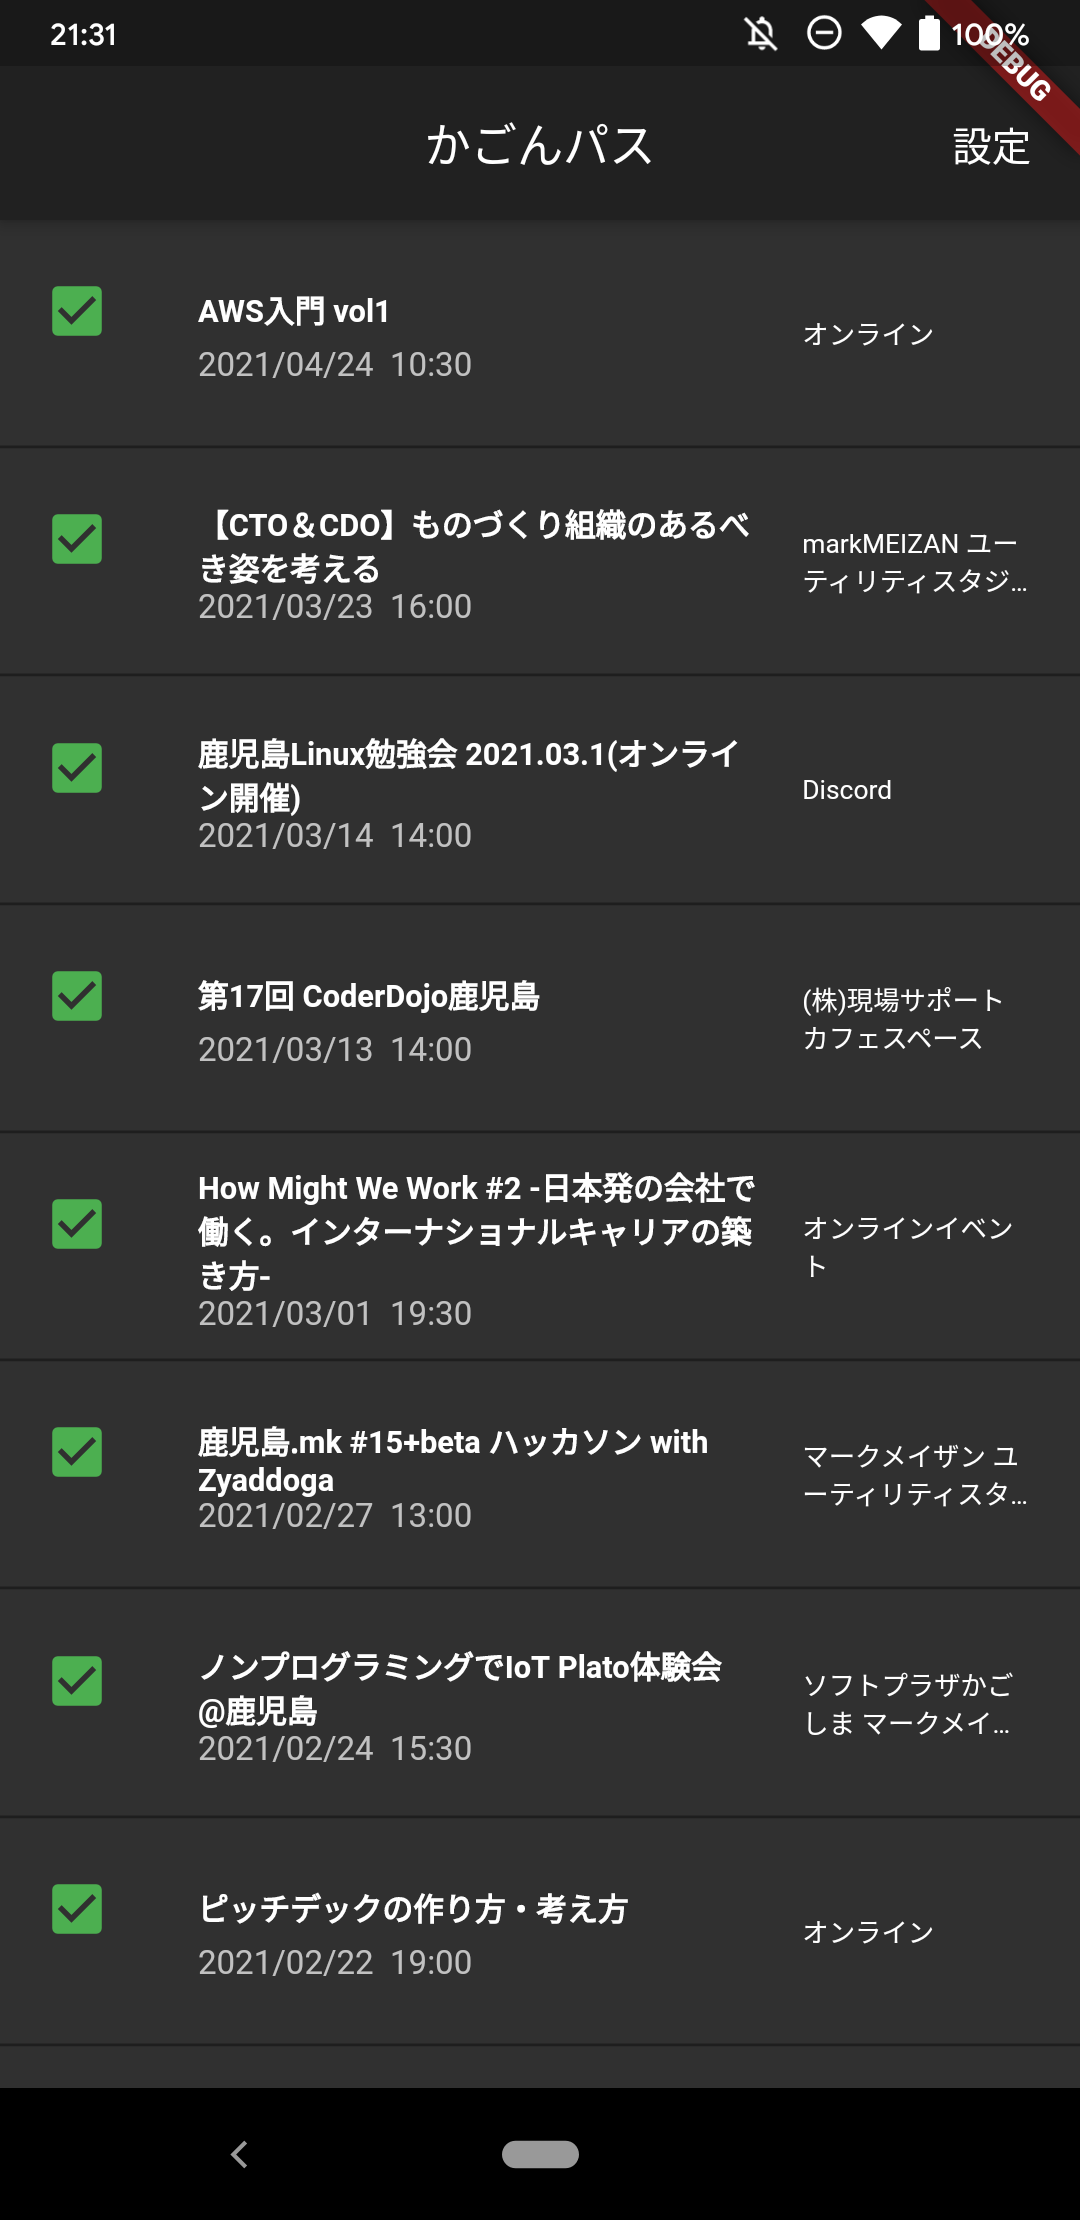 21:31
100%
DEBUG
かごんパス
設定
AWS入門 vol1
2021/04/24 10:30
オンライン
【CTO＆CDO】ものづくり組織のあるべ
き姿を考える
2021/03/23 16:00
markMEIZAN ユー
ティリティスタジ…
鹿児島Linux勉強会 2021.03.1(オンライ
ン開催)
2021/03/14 14:00
Discord
第17回 CoderDojo鹿児島
2021/03/13 14:00
(株)現場サポート
カフェスペース
How Might We Work #2 -日本発の会社で
働く。インターナショナルキャリアの築
き方-
2021/03/01 19:30
オンラインイベン
ト
鹿児島.mk #15+beta ハッカソン with
Zyaddoga
2021/02/27 13:00
マークメイザン ユ
ーティリティスタ…
ノンプログラミングでIoT Plato体験会
@鹿児島
2021/02/24 15:30
ソフトプラザかご
しま マークメイ…
ピッチデックの作り方・考え方
2021/02/22 19:00
オンライン